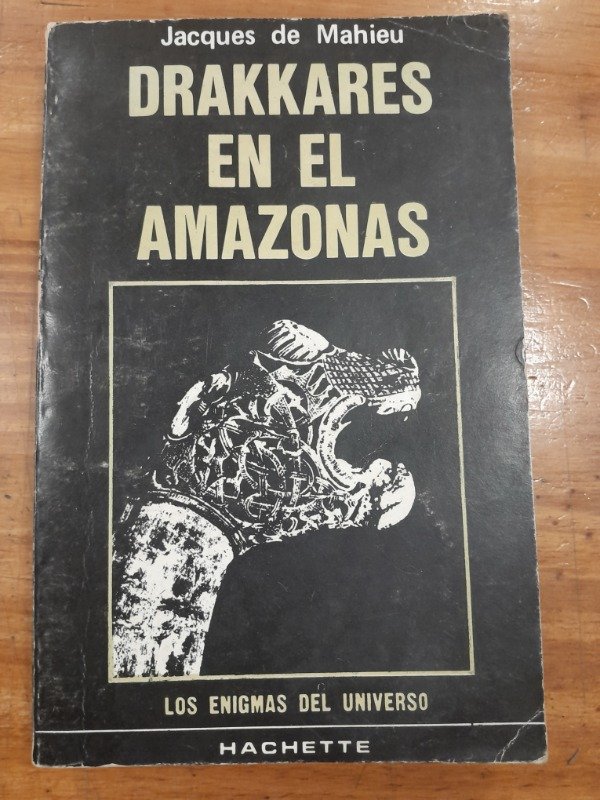 Jacques de Mahieu
DRAKKARES
EN EL
AMAZONAS
LOS ENIGMAS DEL UNIVERSO
HACHETTE